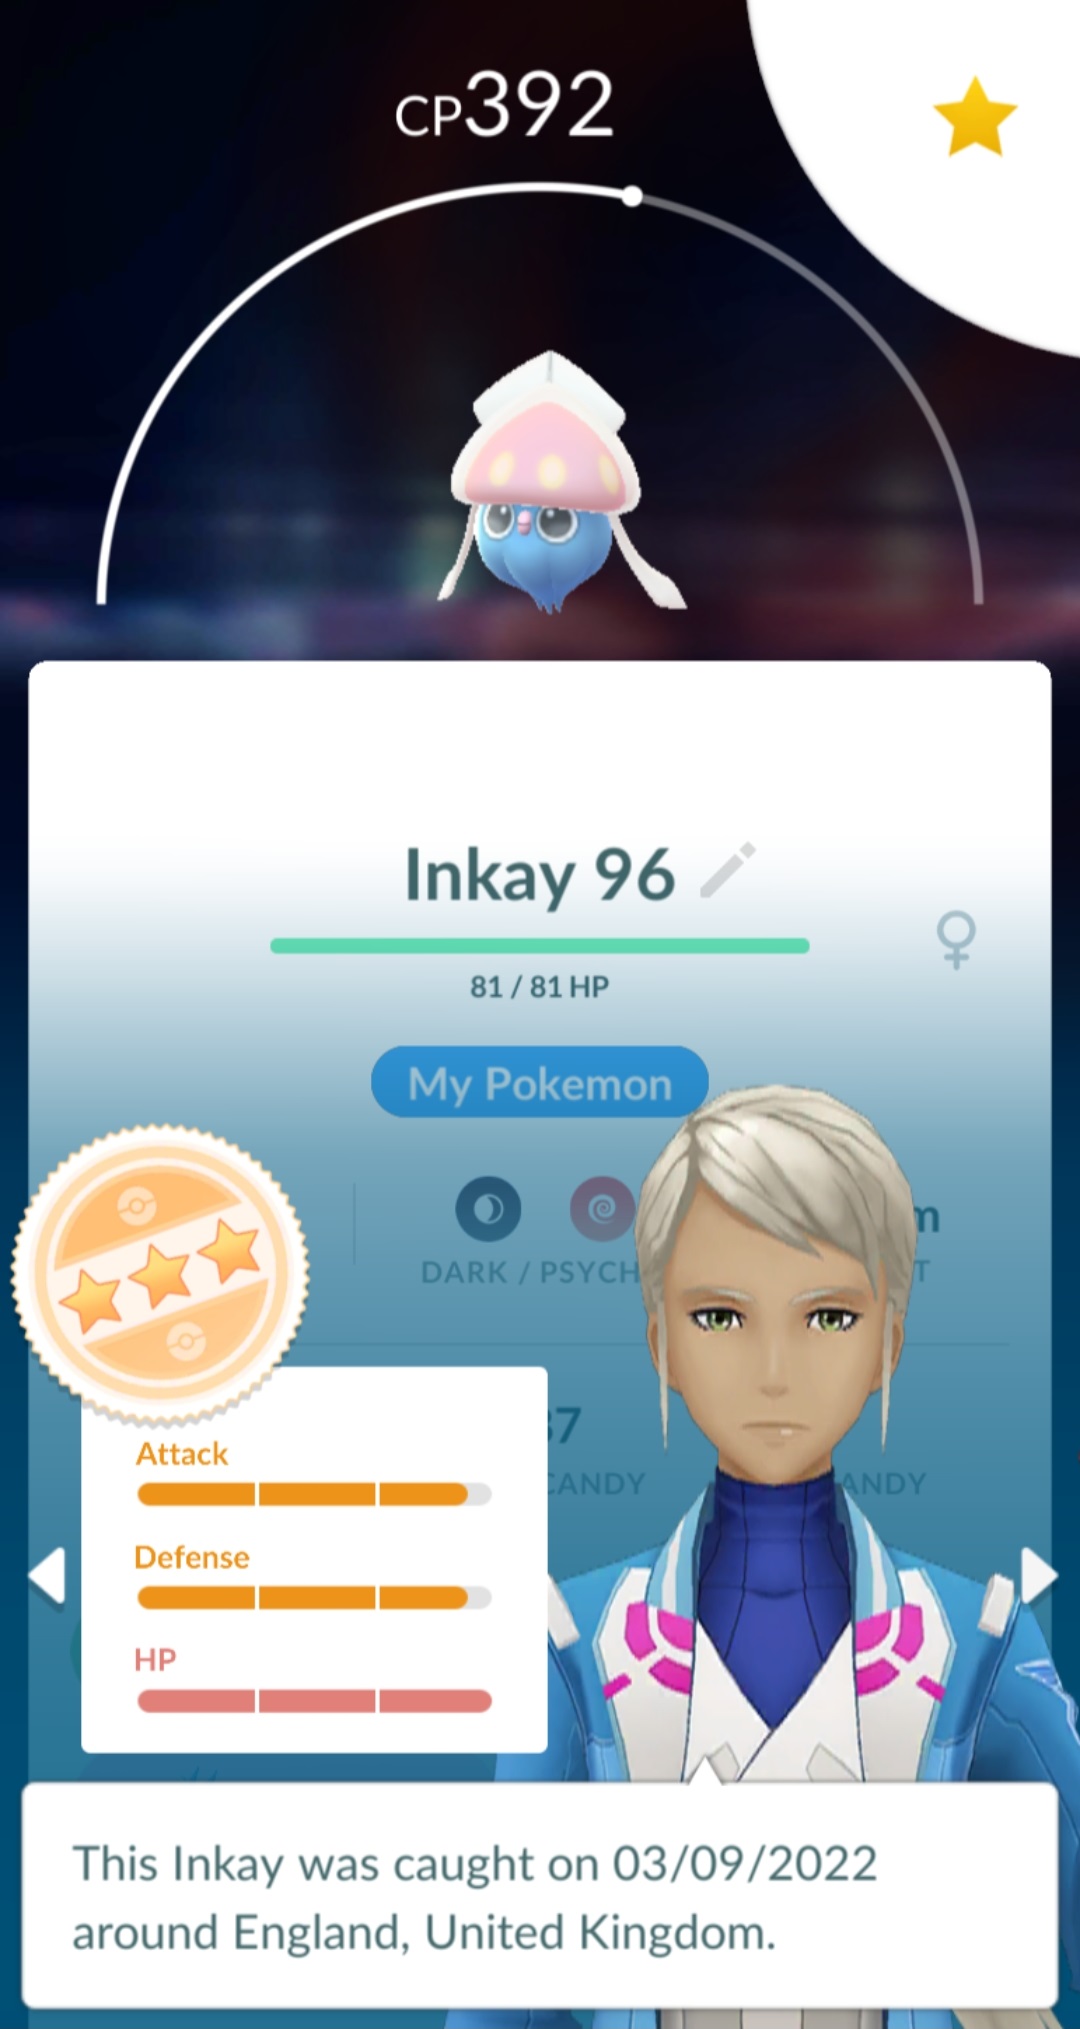 CP392
Inkay 96
81 / 81 HP
My Pokemon
DARK /
Attack
Defense
HP
CANDY
This Inkay was caught on 03/09/2022
around England, United Kingdom.